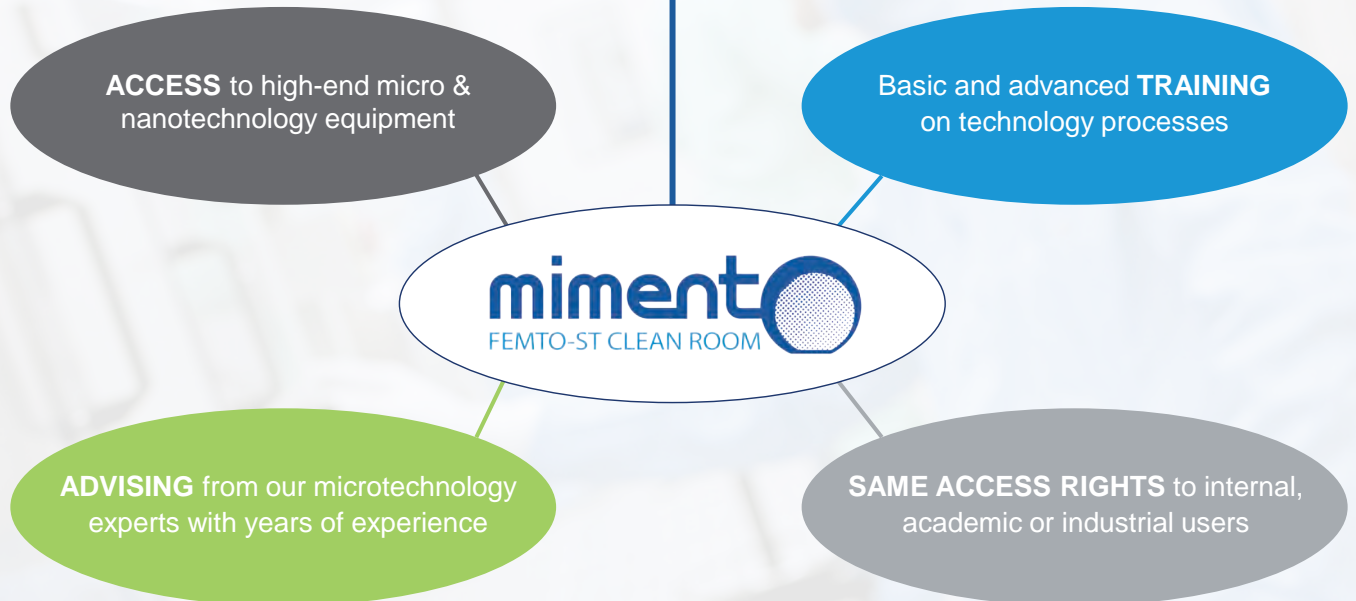 ACCESS to high-end micro &
nanotechnology equipment
Basic and advanced TRAINING
on technology processes
mimento
FEMTO-ST CLEAN ROOM
ADVISING from our microtechnology
experts with years of experience
SAME ACCESS RIGHTS to internal,
academic or industrial users